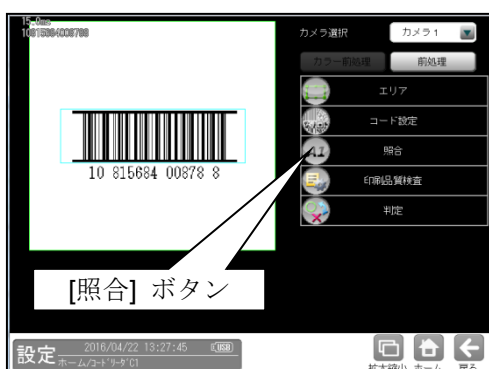 15.0ms
10815684008788
カメラ選択
カメラ1
カラー前処理
前処理
エリア
コード設定
照合
印刷品質検査
判定
10 815684 00878 8
[照合] ボタン
設定
2016/04/22 13:27:45
USB
ホーム/コードリーダC1
拡大縮小
ホーム
戻る